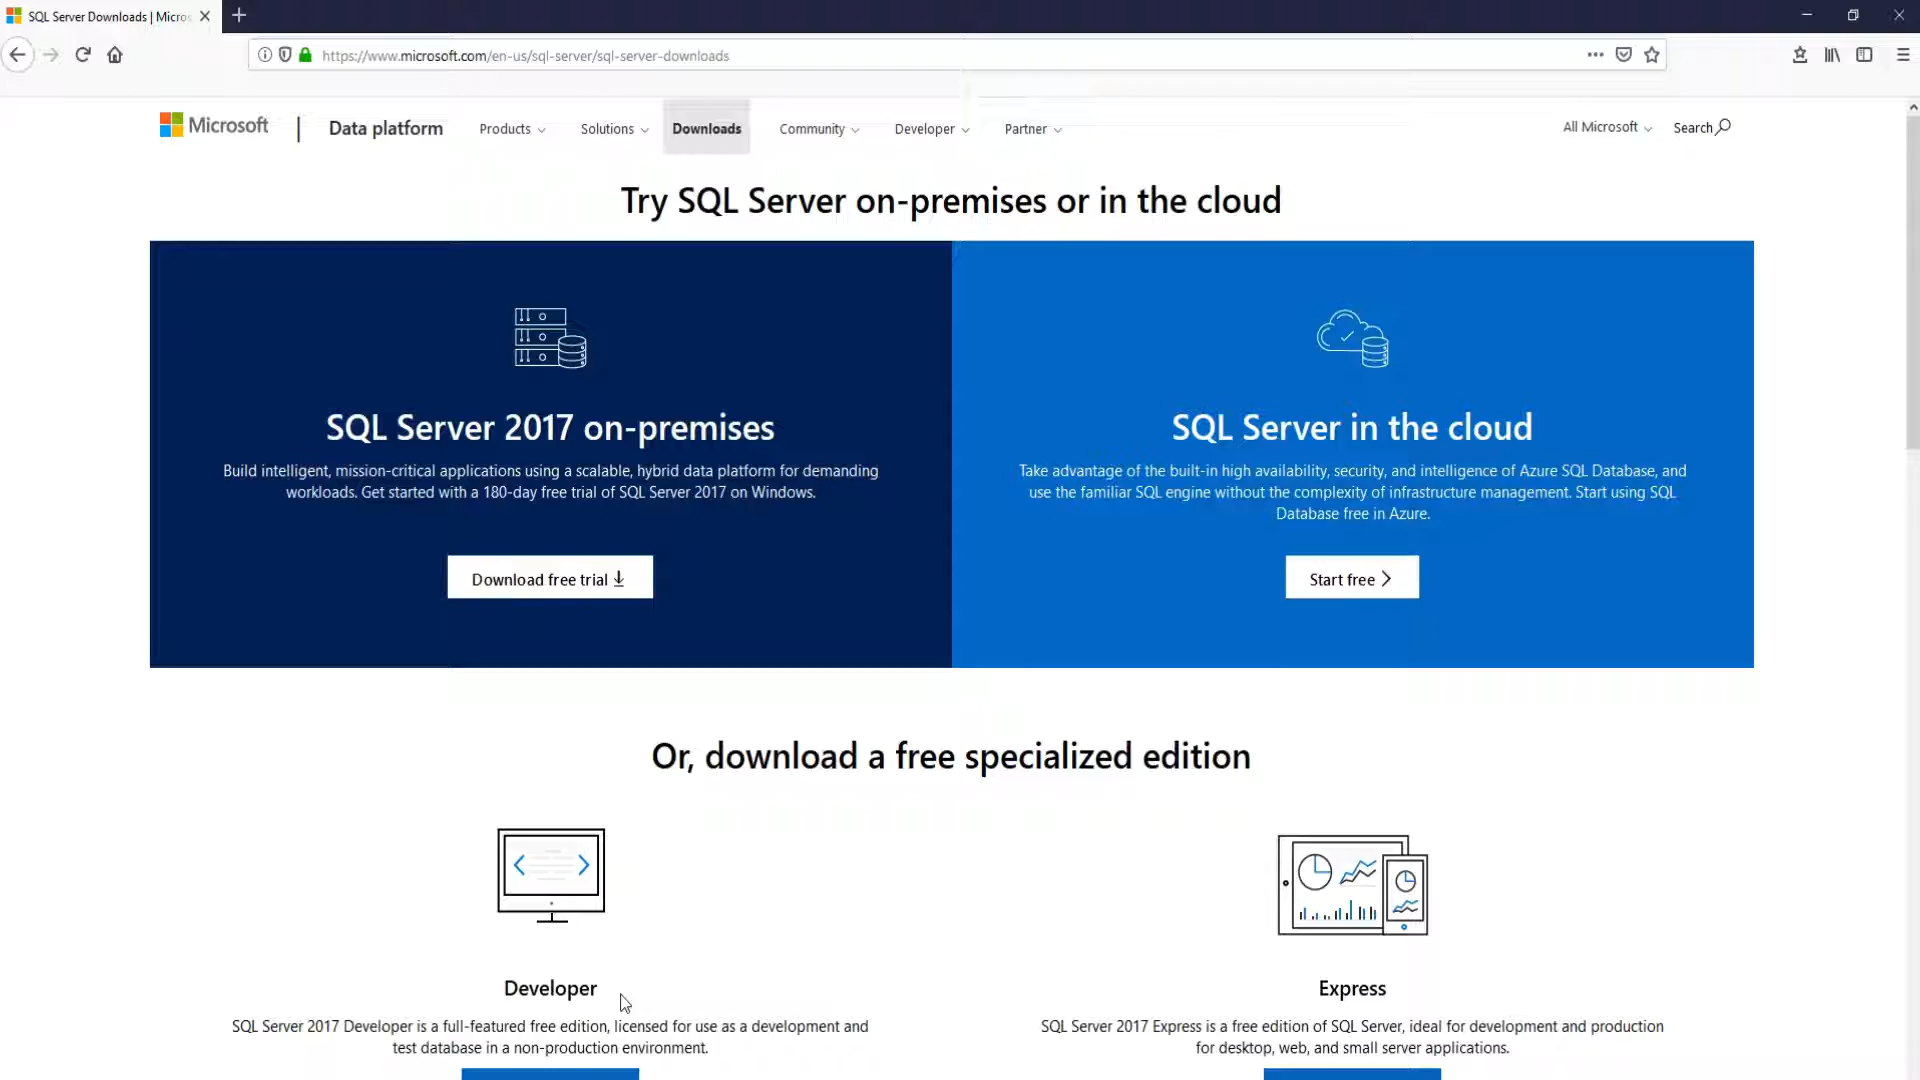 SQL Server Downloads | Micros
https://www.microsoft.com/en-us/sql-server/sql-server-downloads
Microsoft | Data platform Products Solutions Downloads Community Developer Partner All Microsoft Search
Try SQL Server on-premises or in the cloud
SQL Server 2017 on-premises
Build intelligent, mission-critical applications using a scalable, hybrid data platform for demanding
workloads. Get started with a 180-day free trial of SQL Server 2017 on Windows.
Download free trial
SQL Server in the cloud
Take advantage of the built-in high availability, security, and intelligence of Azure SQL Database, and
use the familiar SQL engine without the complexity of infrastructure management. Start using SQL
Database free in Azure.
Start free
Or, download a free specialized edition
Developer
SQL Server 2017 Developer is a full-featured free edition, licensed for use as a development and
test database in a non-production environment.
Express
SQL Server 2017 Express is a free edition of SQL Server, ideal for development and production
for desktop, web, and small server applications.